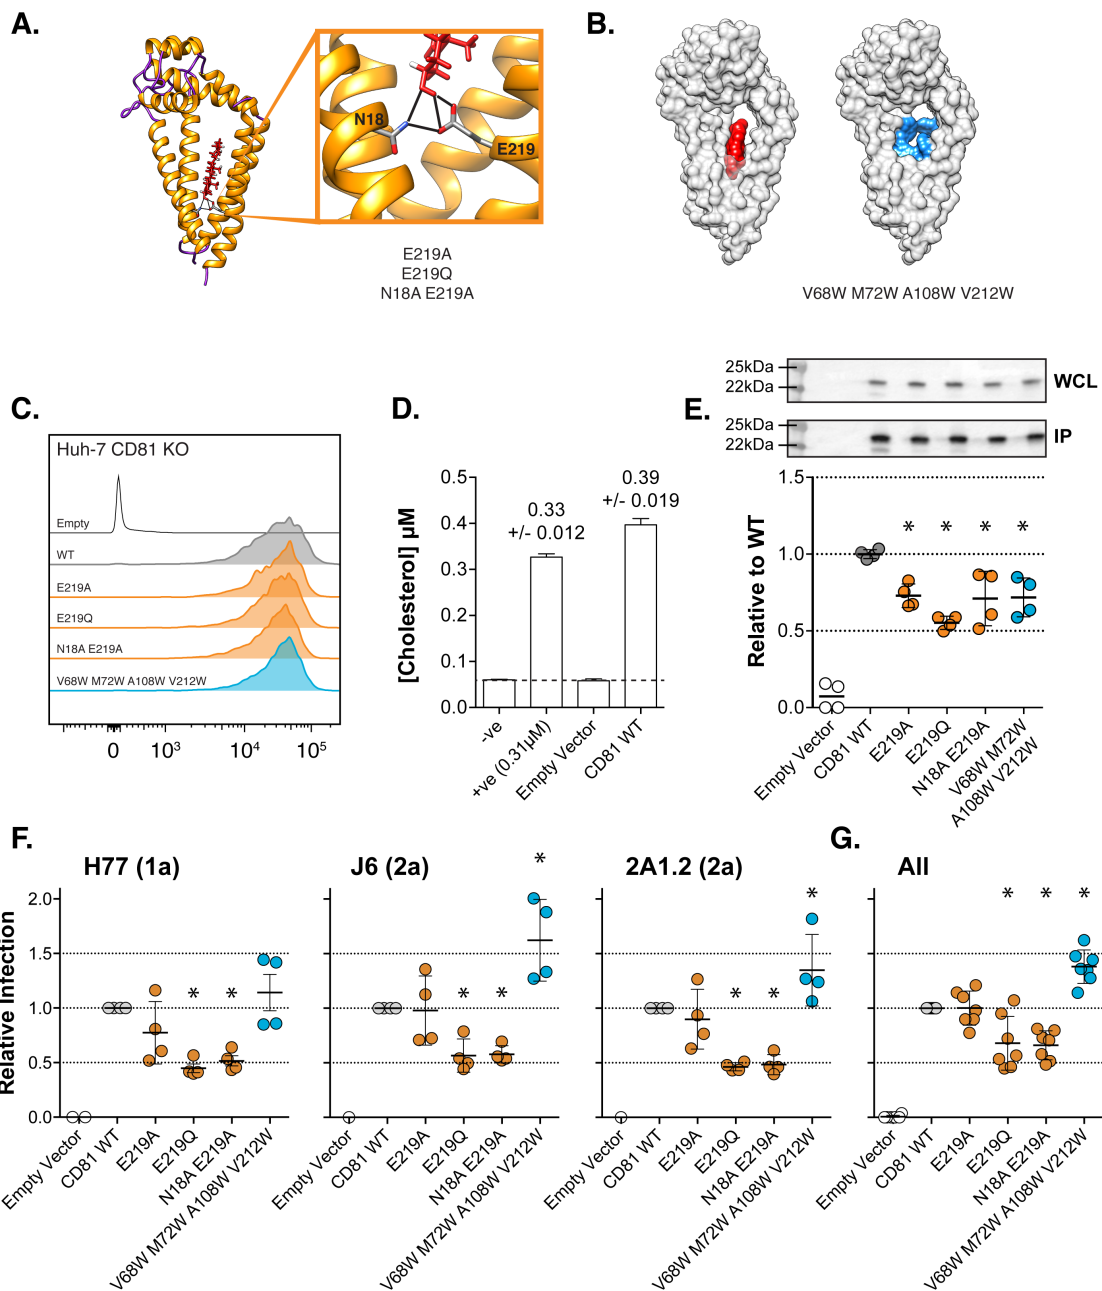 A.
N18
E219
E219A
E219Q
N18A E219A
B.
V68W M72W A108W V212W
C.
Huh-7 CD81 KO
Empty
WT
E219A
E219Q
N18A E219A
V68W M72W A108W V212W
0 10³ 10⁴ 10⁵
D.
[Cholesterol] µM
0.5
0.4
0.3
0.2
0.1
0.0
0.33
+/- 0.012
0.39
+/- 0.019
-ve
+ve (0.31µM)
Empty Vector
CD81 WT
E.
25kDa
22kDa
WCL
25kDa
22kDa
IP
Relative to WT
1.5
1.0
0.5
0.0
* * * *
Empty Vector
CD81 WT
E219A
E219Q
N18A E219A
V68W M72W
A108W V212W
F.
H77 (1a)
Relative Infection
2.0
1.5
1.0
0.5
0.0
* *
Empty Vector
CD81 WT
E219A
E219Q
N18A E219A
V68W M72W A108W V212W
J6 (2a)
* * *
Empty Vector
CD81 WT
E219A
E219Q
N18A E219A
V68W M72W A108W V212W
2A1.2 (2a)
* * *
Empty Vector
CD81 WT
E219A
E219Q
N18A E219A
V68W M72W A108W V212W
G.
All
* * *
Empty Vector
CD81 WT
E219A
E219Q
N18A E219A
V68W M72W A108W V212W